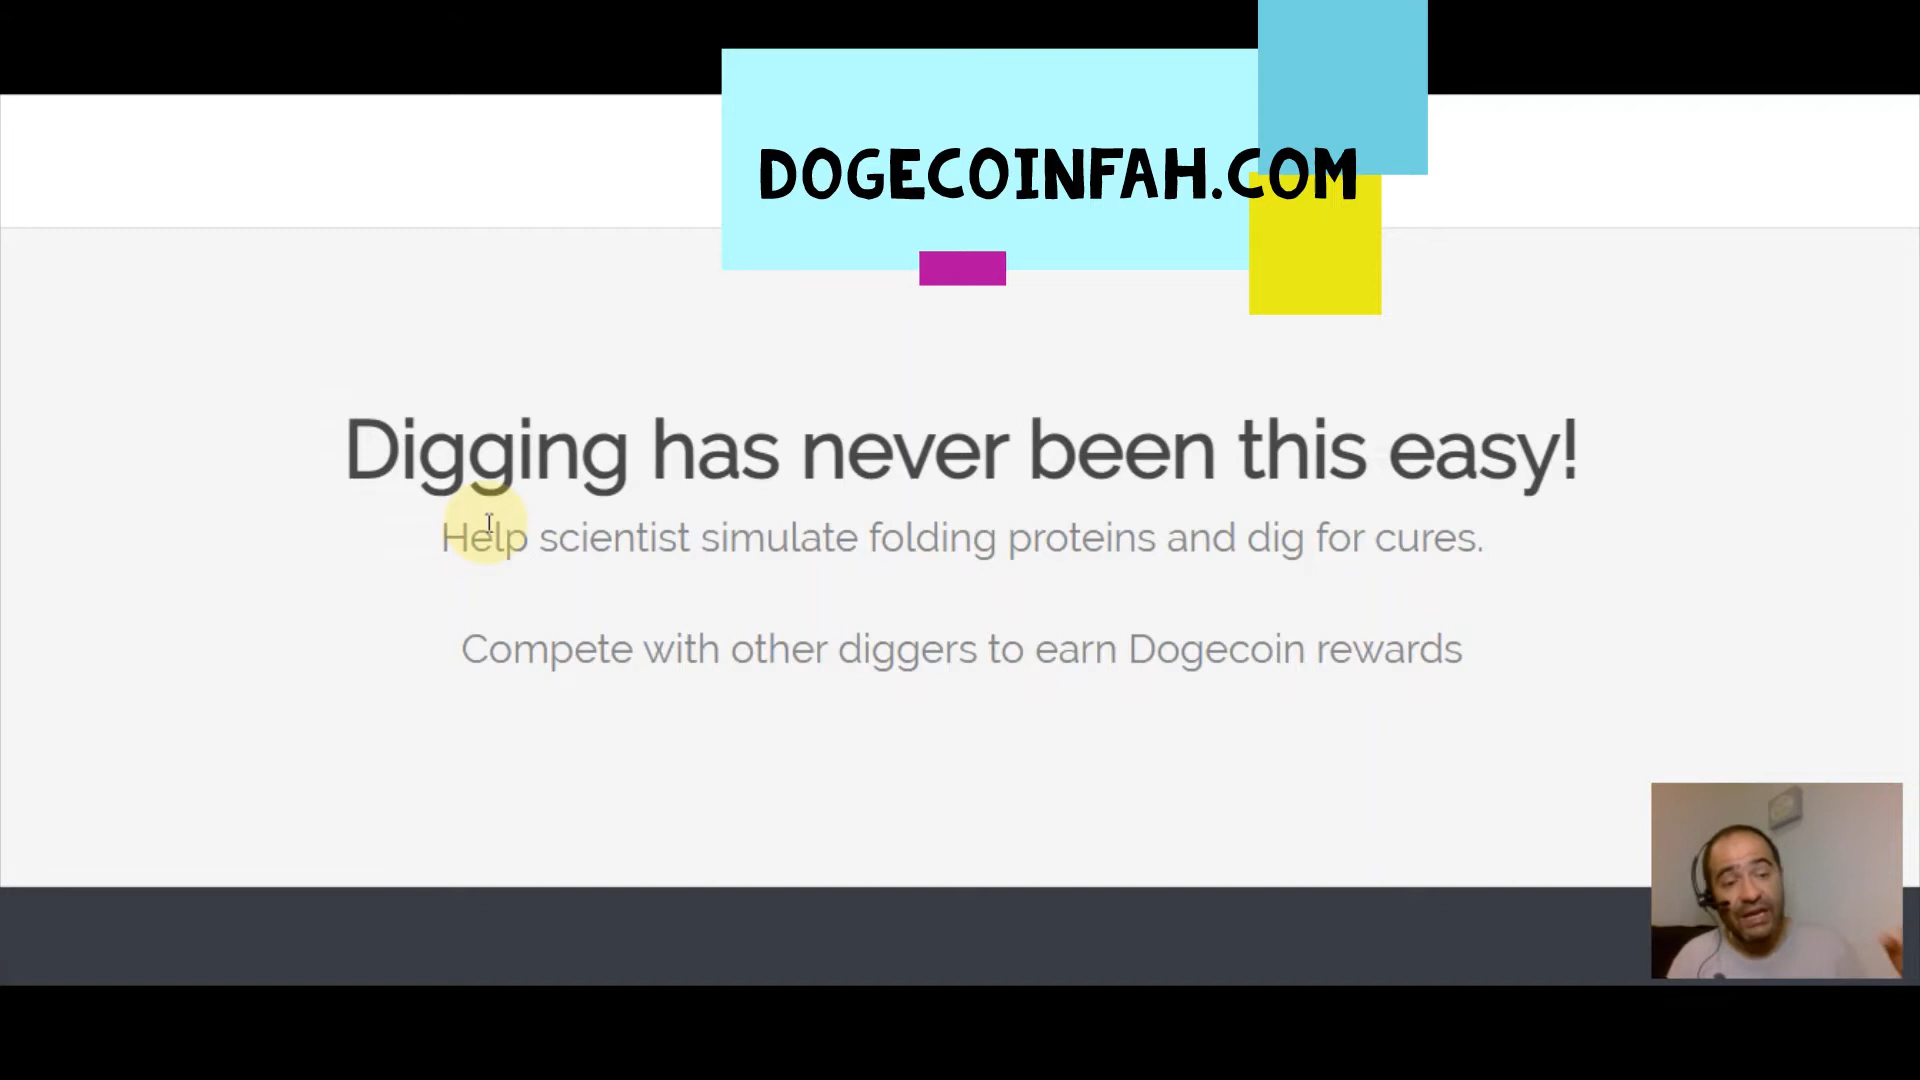 DOGECOINFAH.COM
Digging has never been this easy!
Help scientist simulate folding proteins and dig for cures.
Compete with other diggers to earn Dogecoin rewards